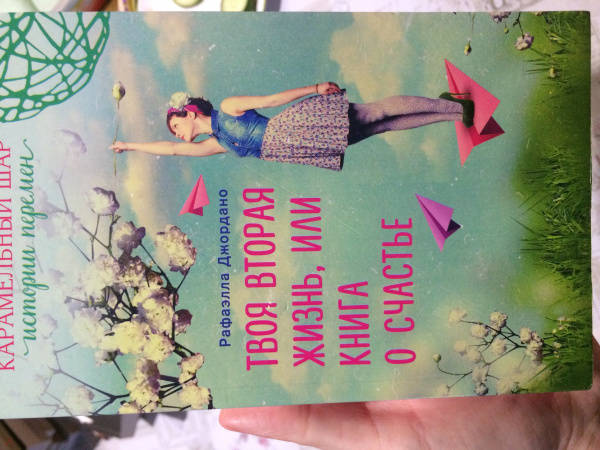 КАРАМЕЛЬНЫЙ ШАР
истории перемен
Рафаэлла Джордано
ТВОЯ ВТОРАЯ
ЖИЗНЬ, ИЛИ
КНИГА
О СЧАСТЬЕ